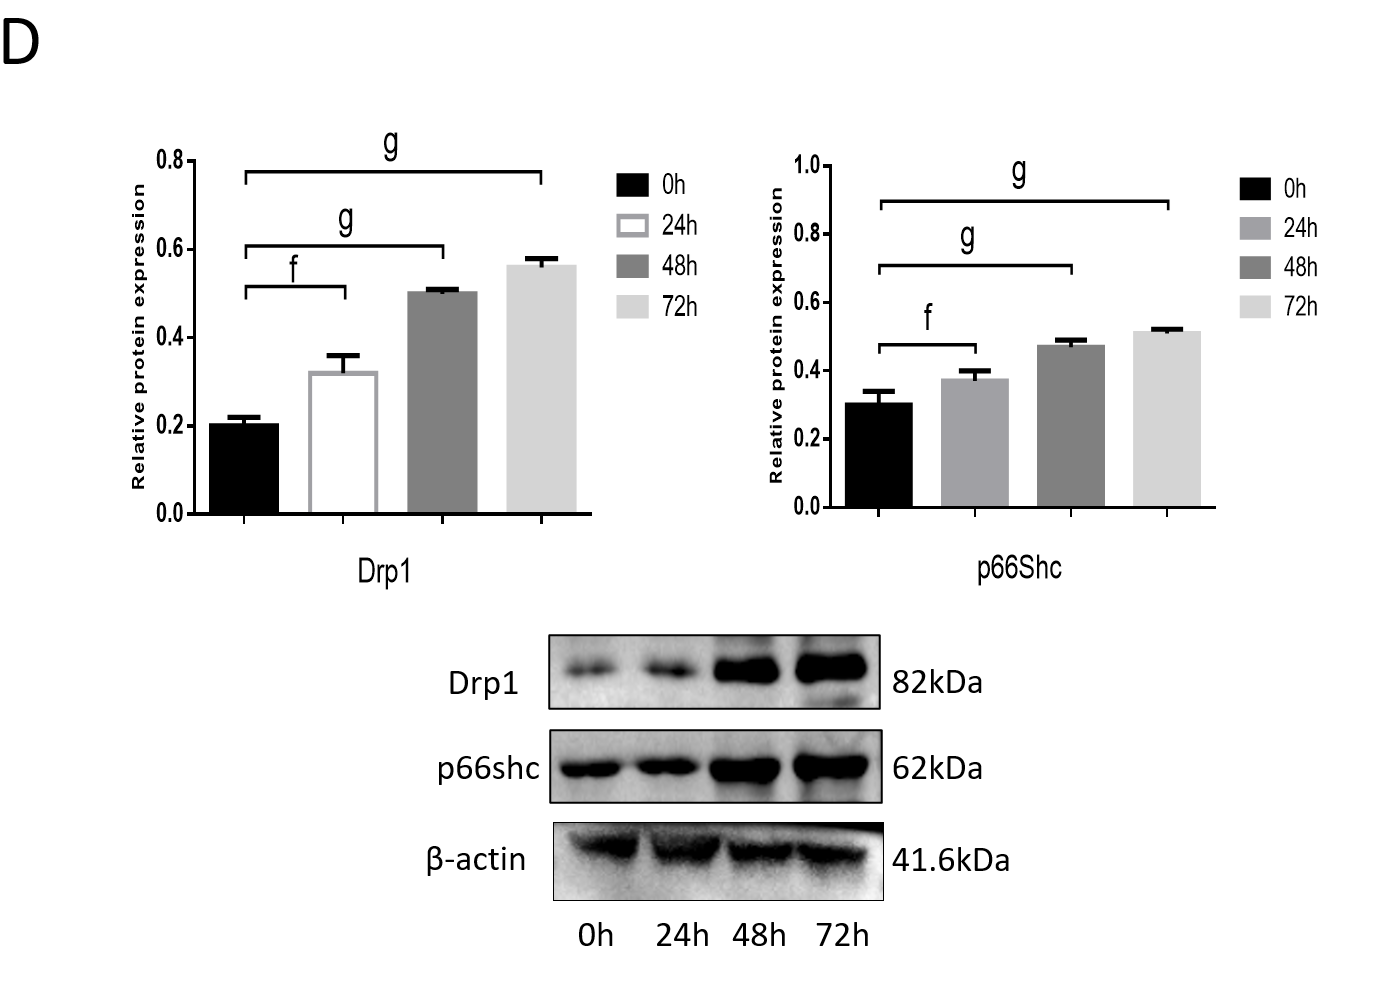 D
g
g
f
0.8
0.6
0.4
0.2
0.0
Relative protein expression
0h
24h
48h
72h
Drp1
g
g
f
1.0
0.8
0.6
0.4
0.2
0.0
Relative protein expression
0h
24h
48h
72h
p66Shc
Drp1 82kDa
p66shc 62kDa
β-actin 41.6kDa
0h 24h 48h 72h